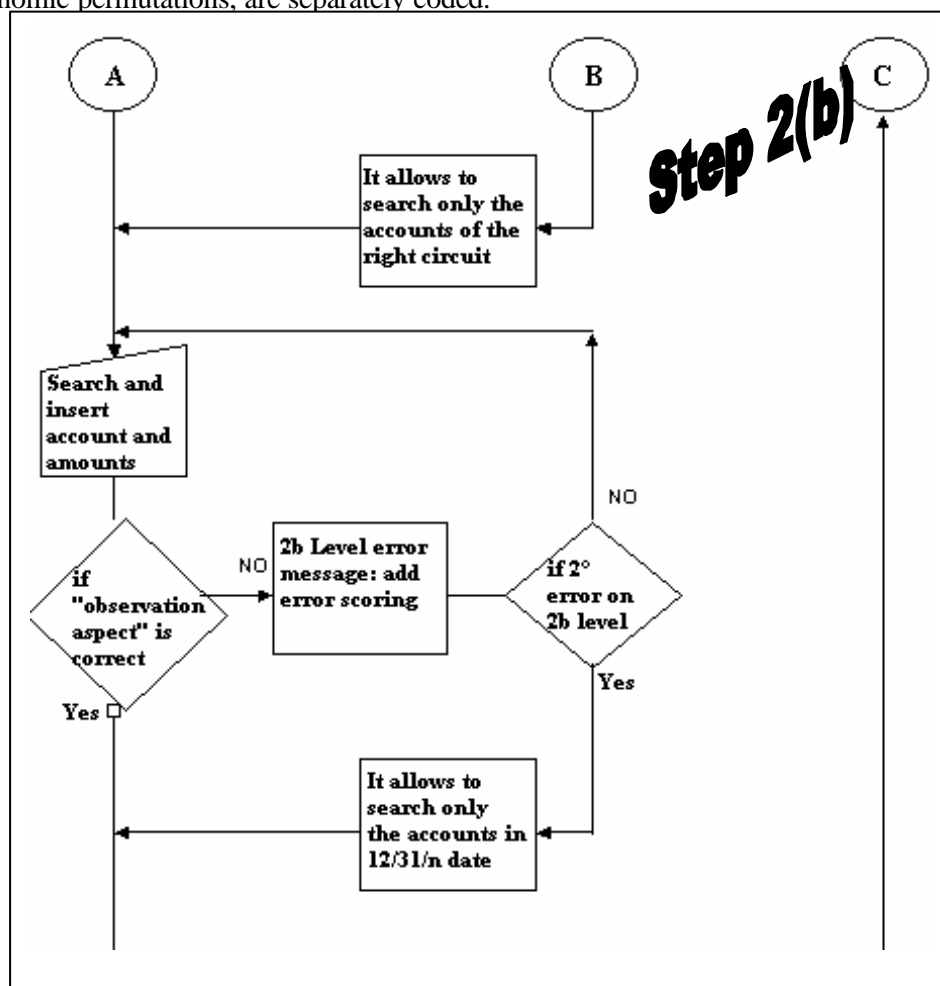 nomic permutations, are separately coded.
A
B
C
Step 2(b)
It allows to
search only the
accounts of the
right circuit
Search and
insert
account and
amounts
NO
if
"observation
aspect" is
correct
NO
2b Level error
message: add
error scoring
if 2°
error on
2b level
Yes
Yes
It allows to
search only
the accounts in
12/31/n date